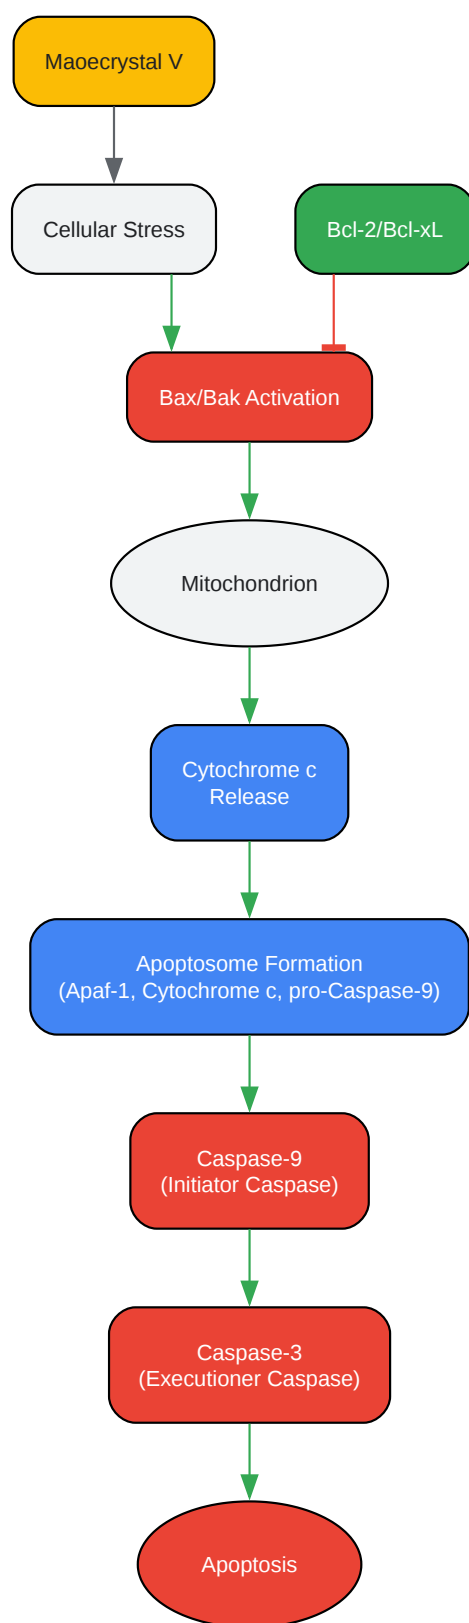 Maoecrystal V
Cellular Stress
Bcl-2/Bcl-xL
Bax/Bak Activation
Mitochondrion
Cytochrome c
Release
Apoptosome Formation
(Apaf-1, Cytochrome c, pro-Caspase-9)
Caspase-9
(Initiator Caspase)
Caspase-3
(Executioner Caspase)
Apoptosis